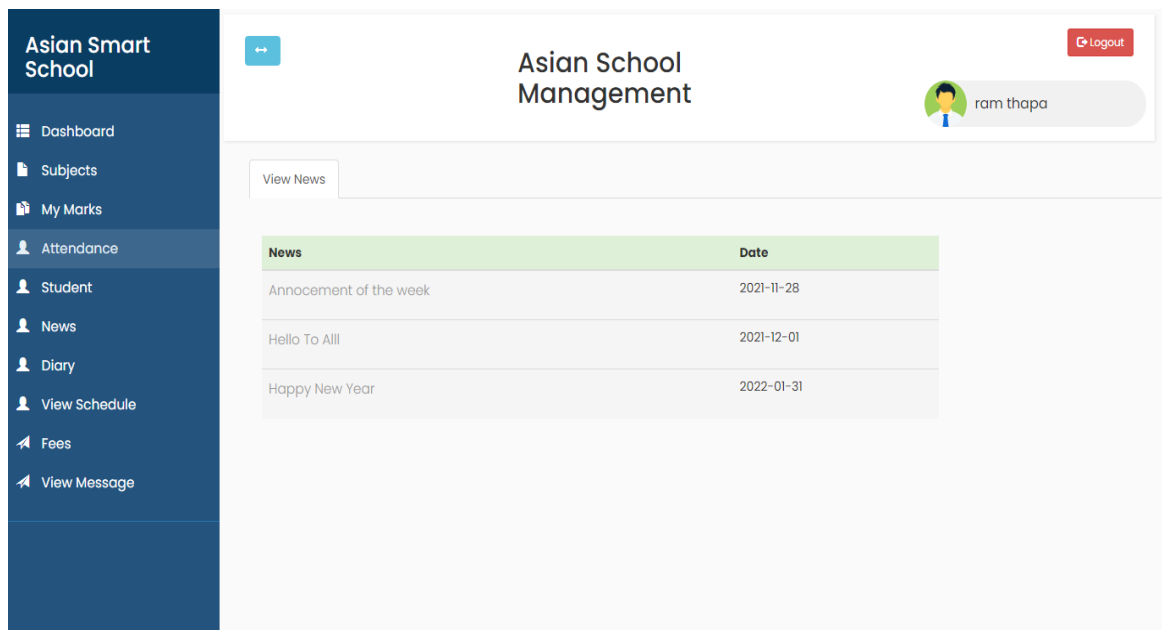 Asian Smart
School
Dashboard
Subjects
My Marks
Attendance
Student
News
Diary
View Schedule
Fees
View Message
Asian School
Management
Logout
ram thapa
View News
News Date
Annocement of the week 2021-11-28
Hello To Alll 2021-12-01
Happy New Year 2022-01-31